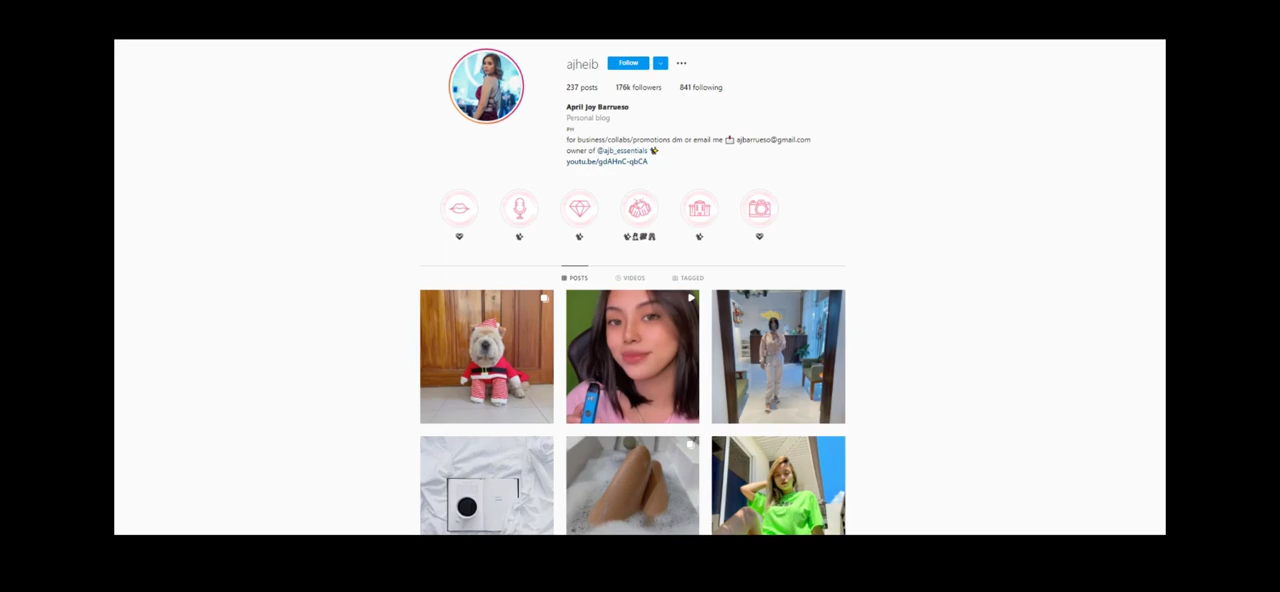 ajheib Follow
237 posts 176k followers 841 following
April Joy Barrueso
Personal blog
PH
for business/collabs/promotions dm or email me 📩 ajbarrueso@gmail.com
owner of @ajb_essentials
youtu.be/gdAHnC-qbCA
POSTS VIDEOS TAGGED